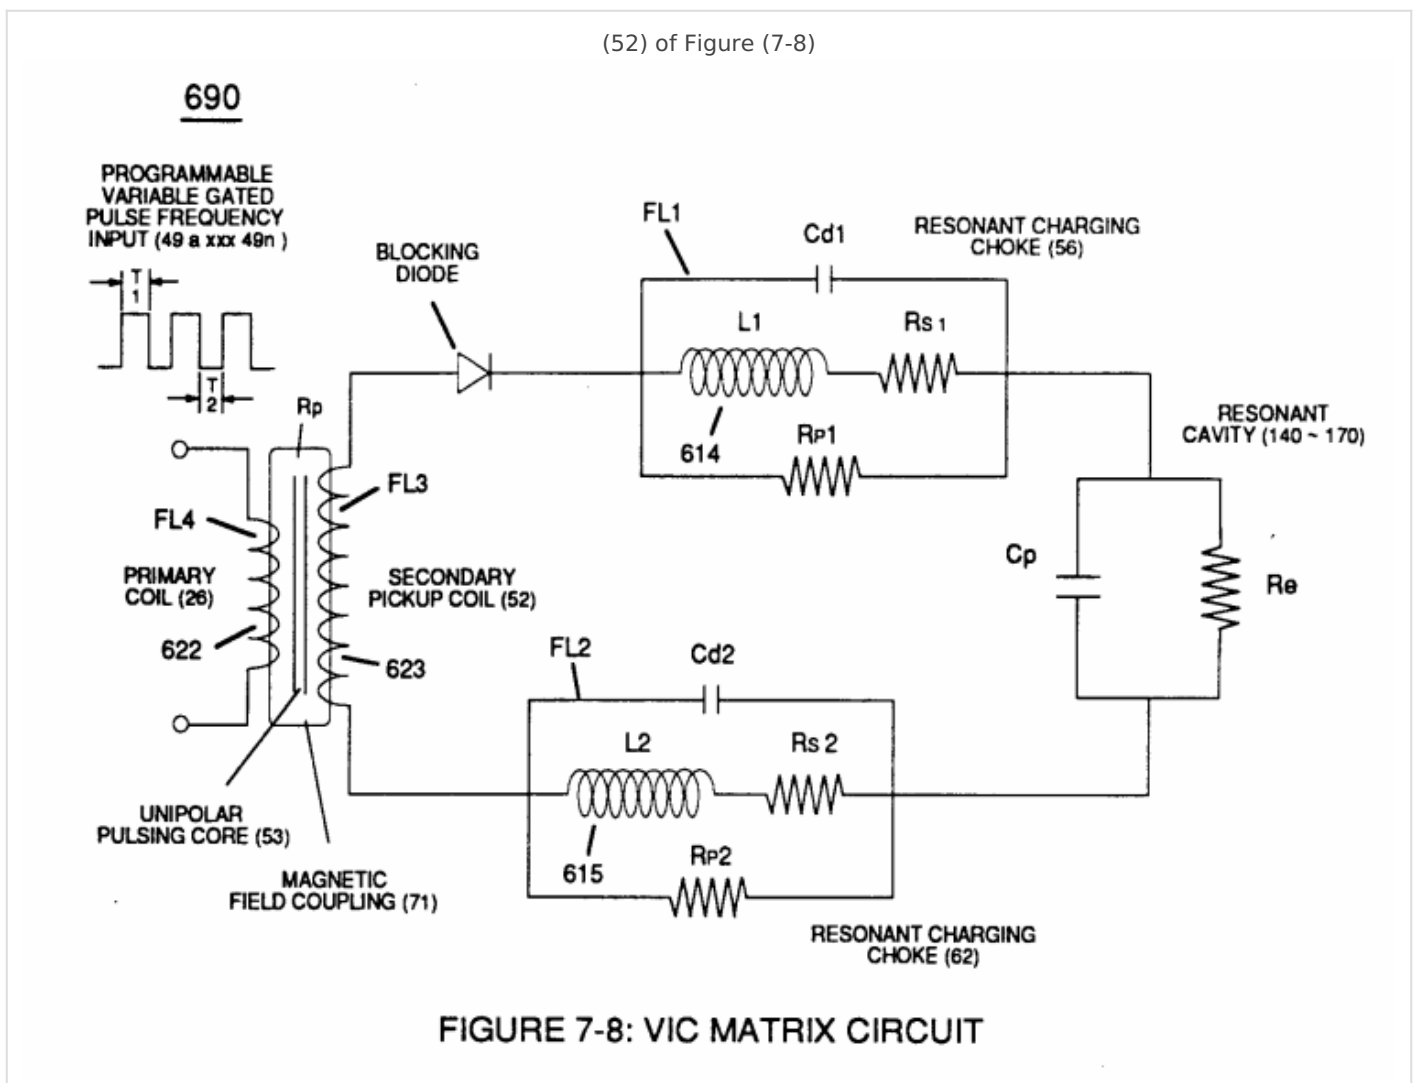 (52) of Figure (7-8)
690
PROGRAMMABLE
VARIABLE GATED
PULSE FREQUENCY
INPUT (49 a xxx 49n )
T
1
T
2
BLOCKING
DIODE
FL1
Cd1
RESONANT CHARGING
CHOKE (56)
L1
Rs 1
614
Rp1
RESONANT
CAVITY (140 ~ 170)
Rp
FL3
FL4
PRIMARY
COIL (26)
SECONDARY
PICKUP COIL (52)
622
623
Cp
Re
FL2
Cd2
L2
Rs 2
615
Rp2
UNIPOLAR
PULSING CORE (53)
MAGNETIC
FIELD COUPLING (71)
RESONANT CHARGING
CHOKE (62)
FIGURE 7-8: VIC MATRIX CIRCUIT